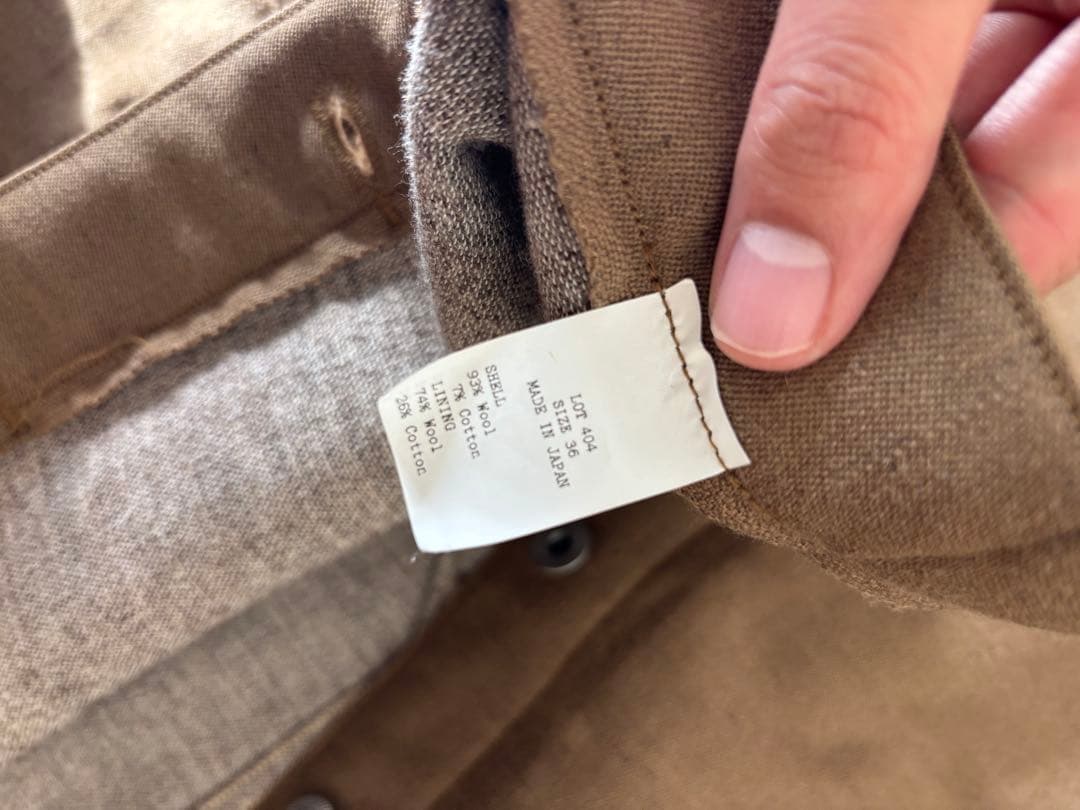 LOT 404
SIZE 36
MADE IN JAPAN
SHELL
93% Wool
7% Cotton
LINING
74% Wool
26% Cotton